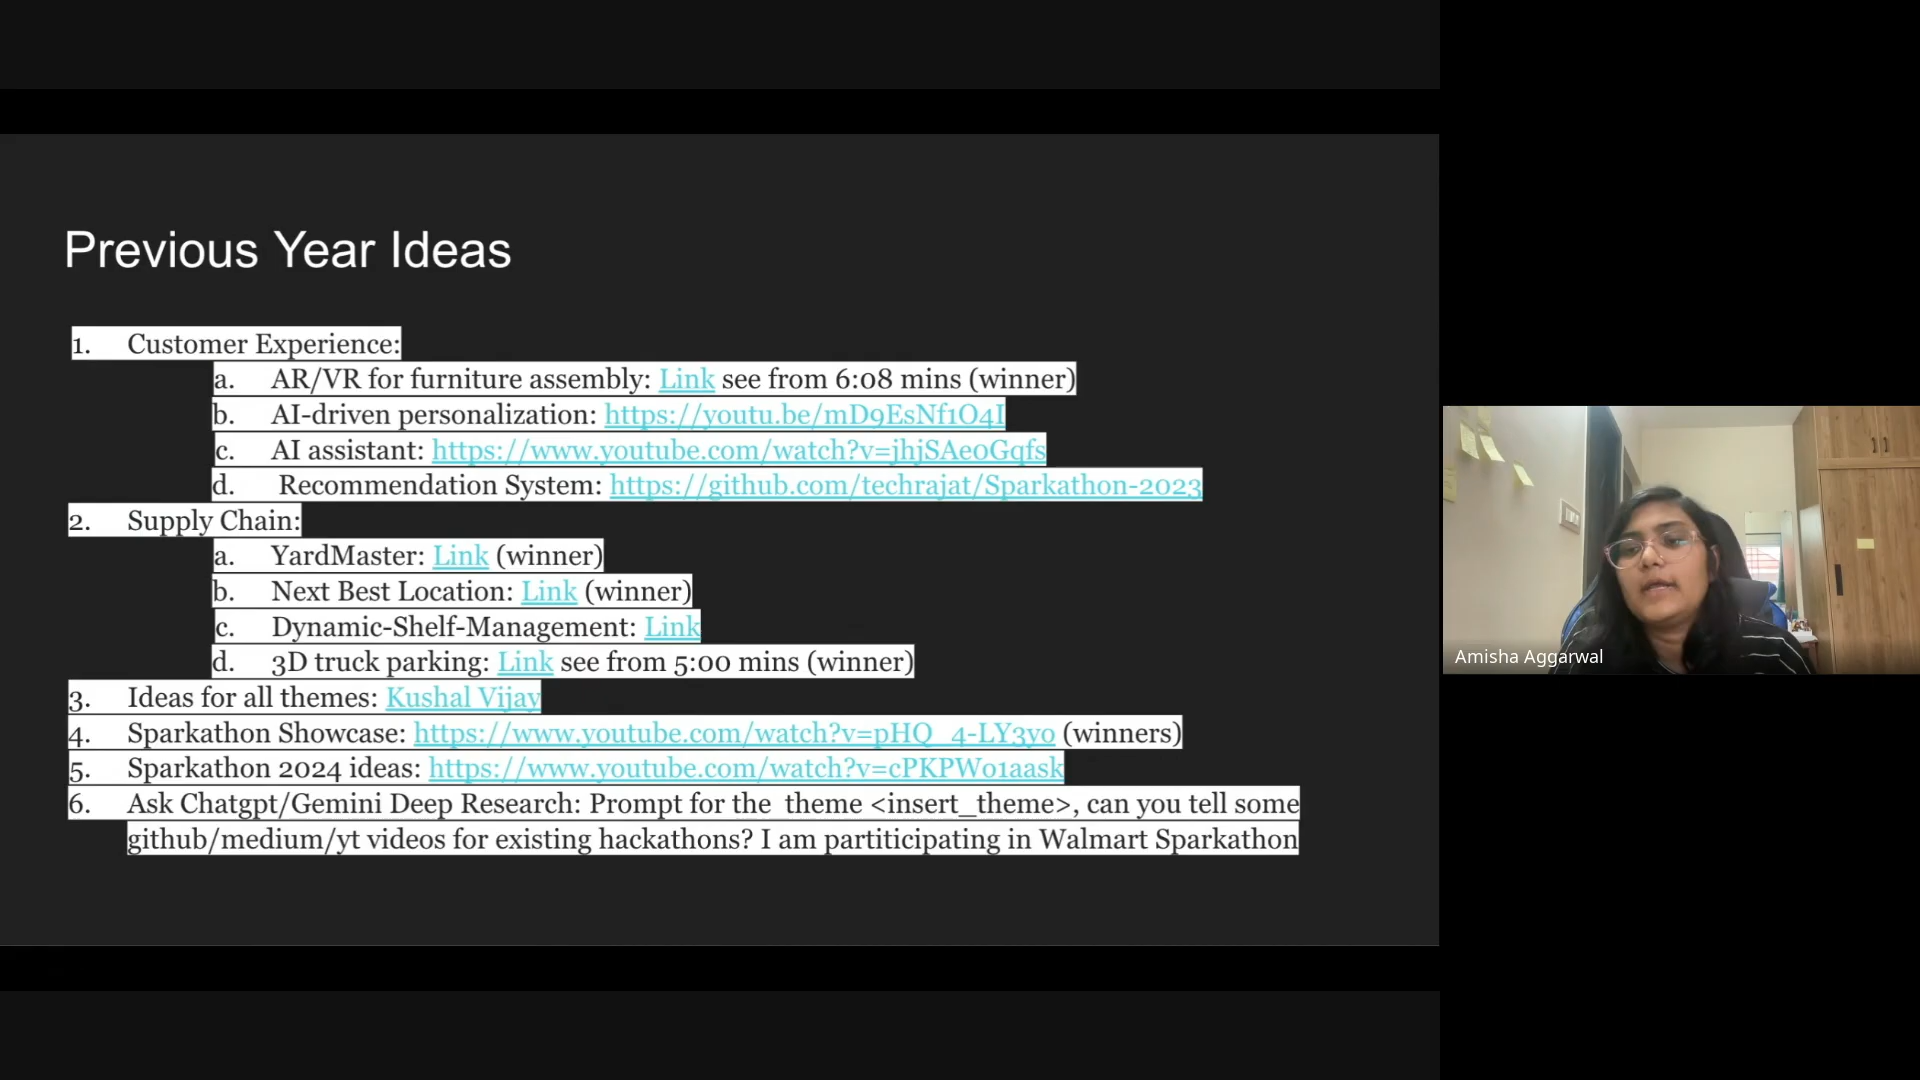 Previous Year Ideas
1. Customer Experience:
a. AR/VR for furniture assembly: Link see from 6:08 mins (winner)
b. AI-driven personalization: https://youtu.be/mD9EsNf1O4I
c. AI assistant: https://www.youtube.com/watch?v=jhjSAe0Gqfs
d. Recommendation System: https://github.com/techrajat/Sparkathon-2023
2. Supply Chain:
a. YardMaster: Link (winner)
b. Next Best Location: Link (winner)
c. Dynamic-Shelf-Management: Link
d. 3D truck parking: Link see from 5:00 mins (winner)
3. Ideas for all themes: Kushal Vijay
4. Sparkathon Showcase: https://www.youtube.com/watch?v=pHQ_4-LY3yo (winners)
5. Sparkathon 2024 ideas: https://www.youtube.com/watch?v=cPKPWo1aask
6. Ask Chatgpt/Gemini Deep Research: Prompt for the theme <insert_theme>, can you tell some
github/medium/yt videos for existing hackathons? I am partiticipating in Walmart Sparkathon
Amisha Aggarwal